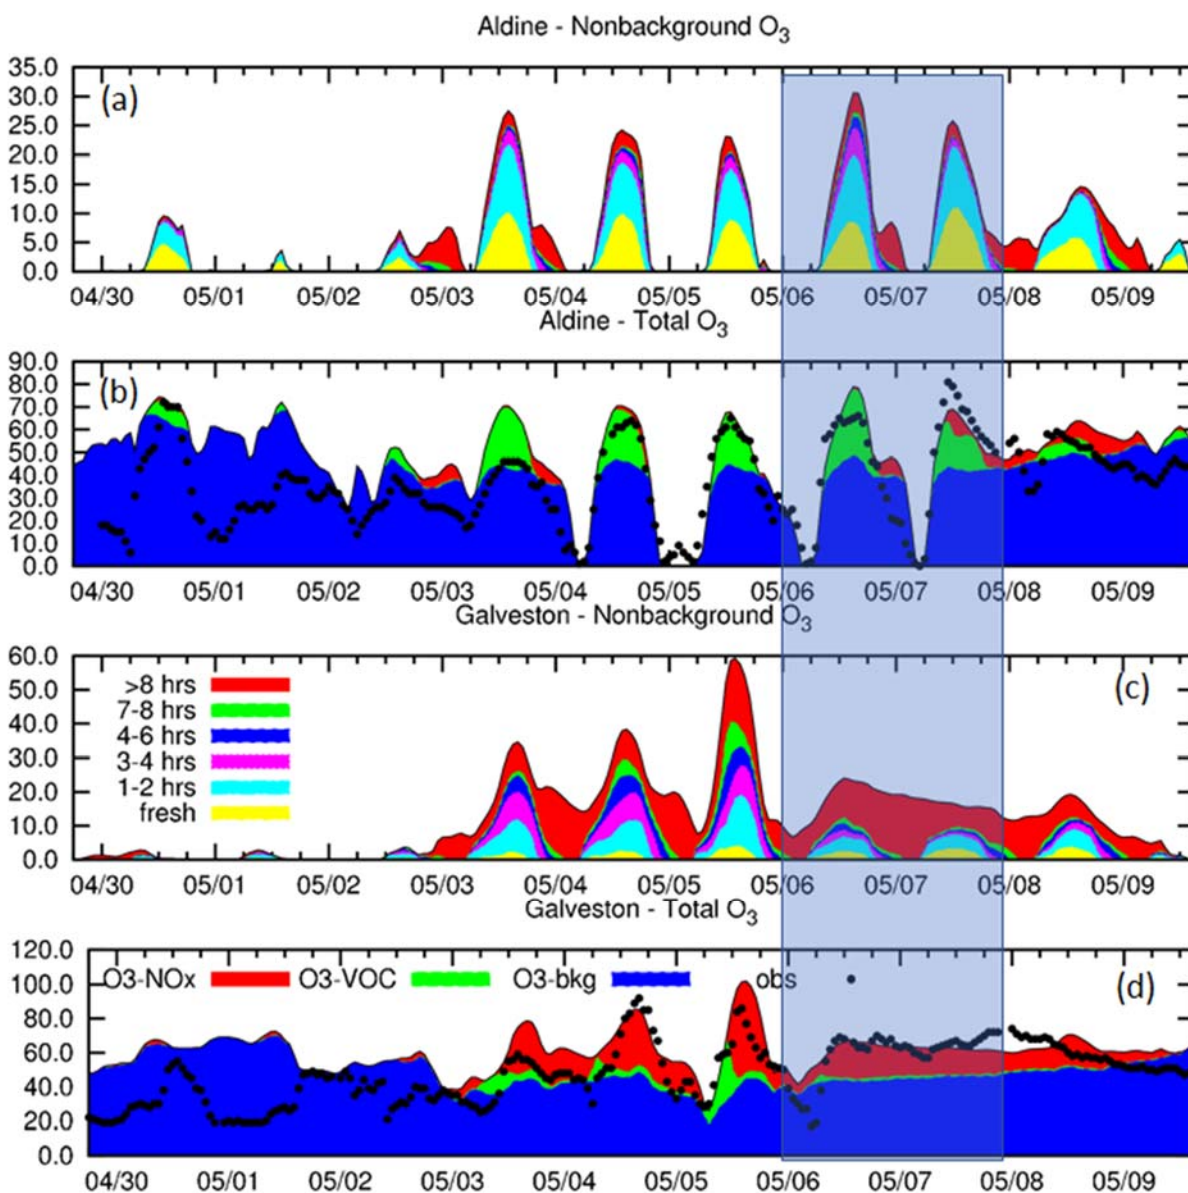 Aldine - Nonbackground O3
35.0
(a)
30.0
25.0
20.0
15.0
10.0
5.0
0.0
04/30 05/01 05/02 05/03 05/04 05/05 05/06 05/07 05/08 05/09
Aldine - Total O3
90.0
(b)
80.0
70.0
60.0
50.0
40.0
30.0
20.0
10.0
0.0
04/30 05/01 05/02 05/03 05/04 05/05 05/06 05/07 05/08 05/09
Galveston - Nonbackground O3
60.0
>8 hrs (c)
50.0
7-8 hrs
4-6 hrs
40.0
3-4 hrs
30.0
1-2 hrs
20.0
fresh
10.0
0.0
04/30 05/01 05/02 05/03 05/04 05/05 05/06 05/07 05/08 05/09
Galveston - Total O3
120.0
O3-NOx O3-VOC O3-bkg obs (d)
100.0
80.0
60.0
40.0
20.0
0.0
04/30 05/01 05/02 05/03 05/04 05/05 05/06 05/07 05/08 05/09